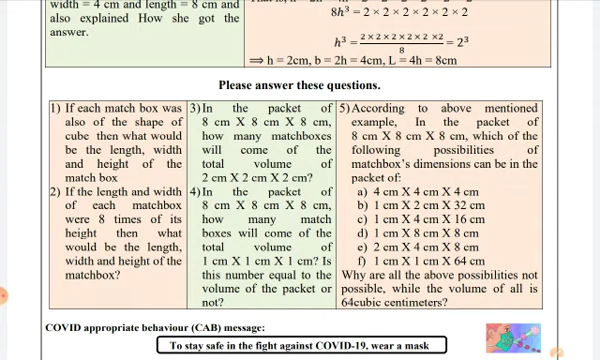 width = 4 cm and length = 8 cm and
also explained How she got the
answer.
8h³ = 2 × 2 × 2 × 2 × 2 × 2
h³ = 2 × 2 × 2 × 2 × 2 × 2 / 8 = 2³
⟹ h = 2cm, b = 2h = 4cm, L = 4h = 8cm
Please answer these questions.
1) If each match box was
also of the shape of
cube then what would
be the length, width
and height of the
match box
2) If the length and width
of each matchbox
were 8 times of its
height then what
would be the length,
width and height of the
matchbox?
3) In the packet of
8 cm X 8 cm X 8 cm,
how many matchboxes
will come of the
total volume of
2 cm X 2 cm X 2 cm?
4) In the packet of
8 cm X 8 cm X 8 cm,
how many match
boxes will come of the
total volume of
1 cm X 1 cm X 1 cm? Is
this number equal to the
volume of the packet or
not?
5) According to above mentioned
example, In the packet of
8 cm X 8 cm X 8 cm, which of the
following possibilities of
matchbox's dimensions can be in the
packet of:
a) 4 cm X 4 cm X 4 cm
b) 1 cm X 2 cm X 32 cm
c) 1 cm X 4 cm X 16 cm
d) 1 cm X 8 cm X 8 cm
e) 2 cm X 4 cm X 8 cm
f) 1 cm X 1 cm X 64 cm
Why are all the above possibilities not
possible, while the volume of all is
64cubic centimeters?
COVID appropriate behaviour (CAB) message:
To stay safe in the fight against COVID-19, wear a mask